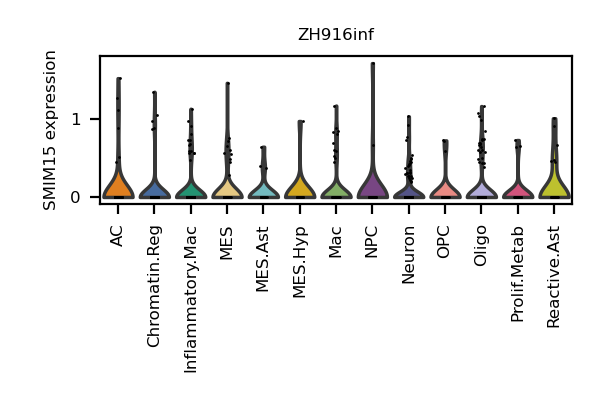 ZH916inf
SMIM15 expression
1
0
AC
Chromatin.Reg
Inflammatory.Mac
MES
MES.Ast
MES.Hyp
Mac
NPC
Neuron
OPC
Oligo
Prolif.Metab
Reactive.Ast